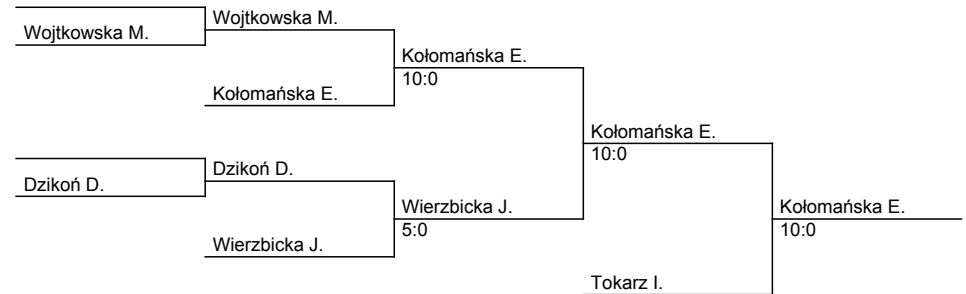 Wojtkowska M.
Wojtkowska M.
Kołomańska E.
10:0
Kołomańska E.
Kołomańska E.
10:0
Dzikoń D.
Dzikoń D.
Wierzbicka J.
5:0
Kołomańska E.
10:0
Wierzbicka J.
Tokarz I.